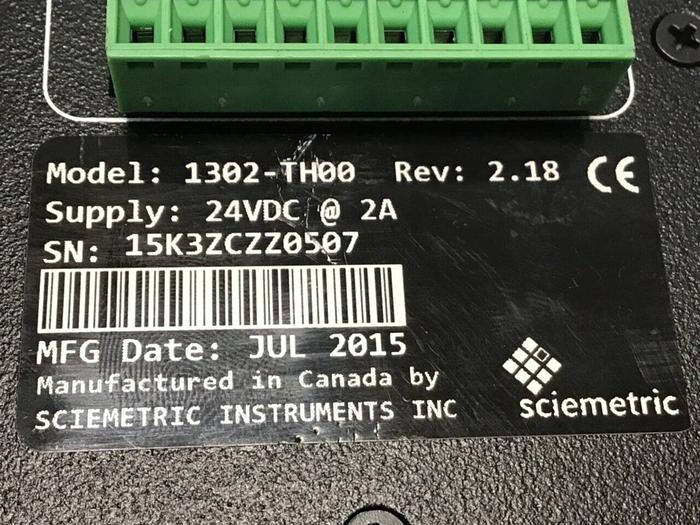 Model: 1302-TH00 Rev: 2.18 CE
Supply: 24VDC @ 2A
SN: 15K3ZCZZ0507
MFG Date: JUL 2015
Manufactured in Canada by
SCIEMETRIC INSTRUMENTS INC
sciemetric